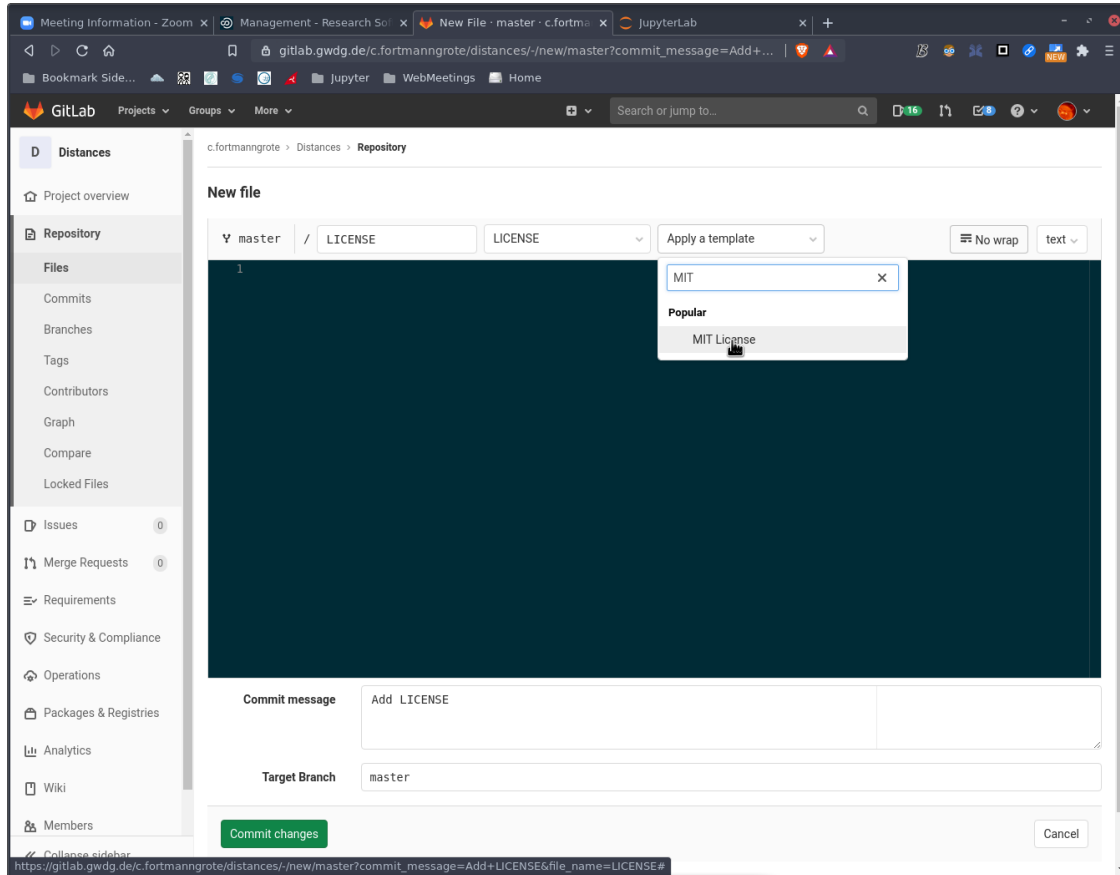 Meeting Information - Zoom
Management - Research Sof
New File · master · c.fortma
JupyterLab
gitlab.gwdg.de/c.fortmanngrote/distances/-/new/master?commit_message=Add+...
NEW
Bookmark Side...
Jupyter
WebMeetings
Home
GitLab Projects Groups More Search or jump to... 16 8
D Distances
c.fortmanngrote > Distances > Repository
Project overview
New file
Repository
master / LICENSE LICENSE Apply a template No wrap text
Files
1
MIT
Commits
Popular
Branches
MIT License
Tags
Contributors
Graph
Compare
Locked Files
Issues 0
Merge Requests 0
Requirements
Security & Compliance
Operations
Commit message Add LICENSE
Packages & Registries
Analytics
Target Branch master
Wiki
Members
Commit changes Cancel
Collapse sidebar
https://gitlab.gwdg.de/c.fortmanngrote/distances/-/new/master?commit_message=Add+LICENSE&file_name=LICENSE#